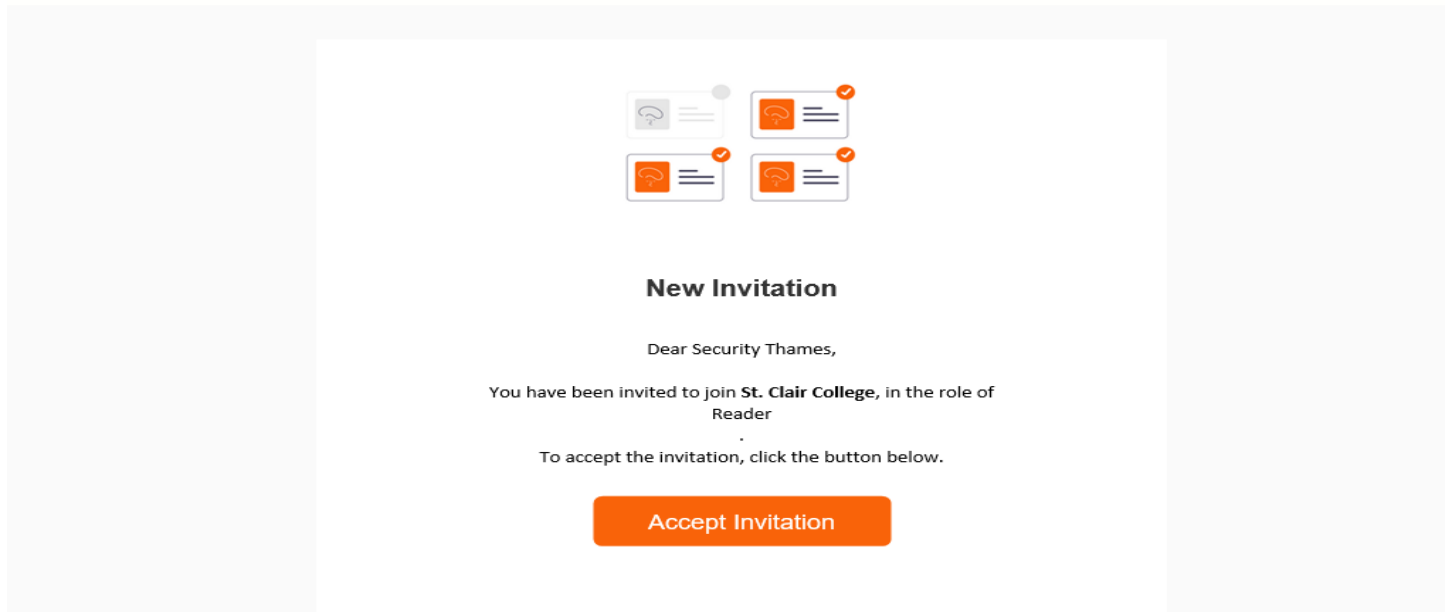 New Invitation
Dear Security Thames,
You have been invited to join St. Clair College, in the role of
Reader
.
To accept the invitation, click the button below.
Accept Invitation